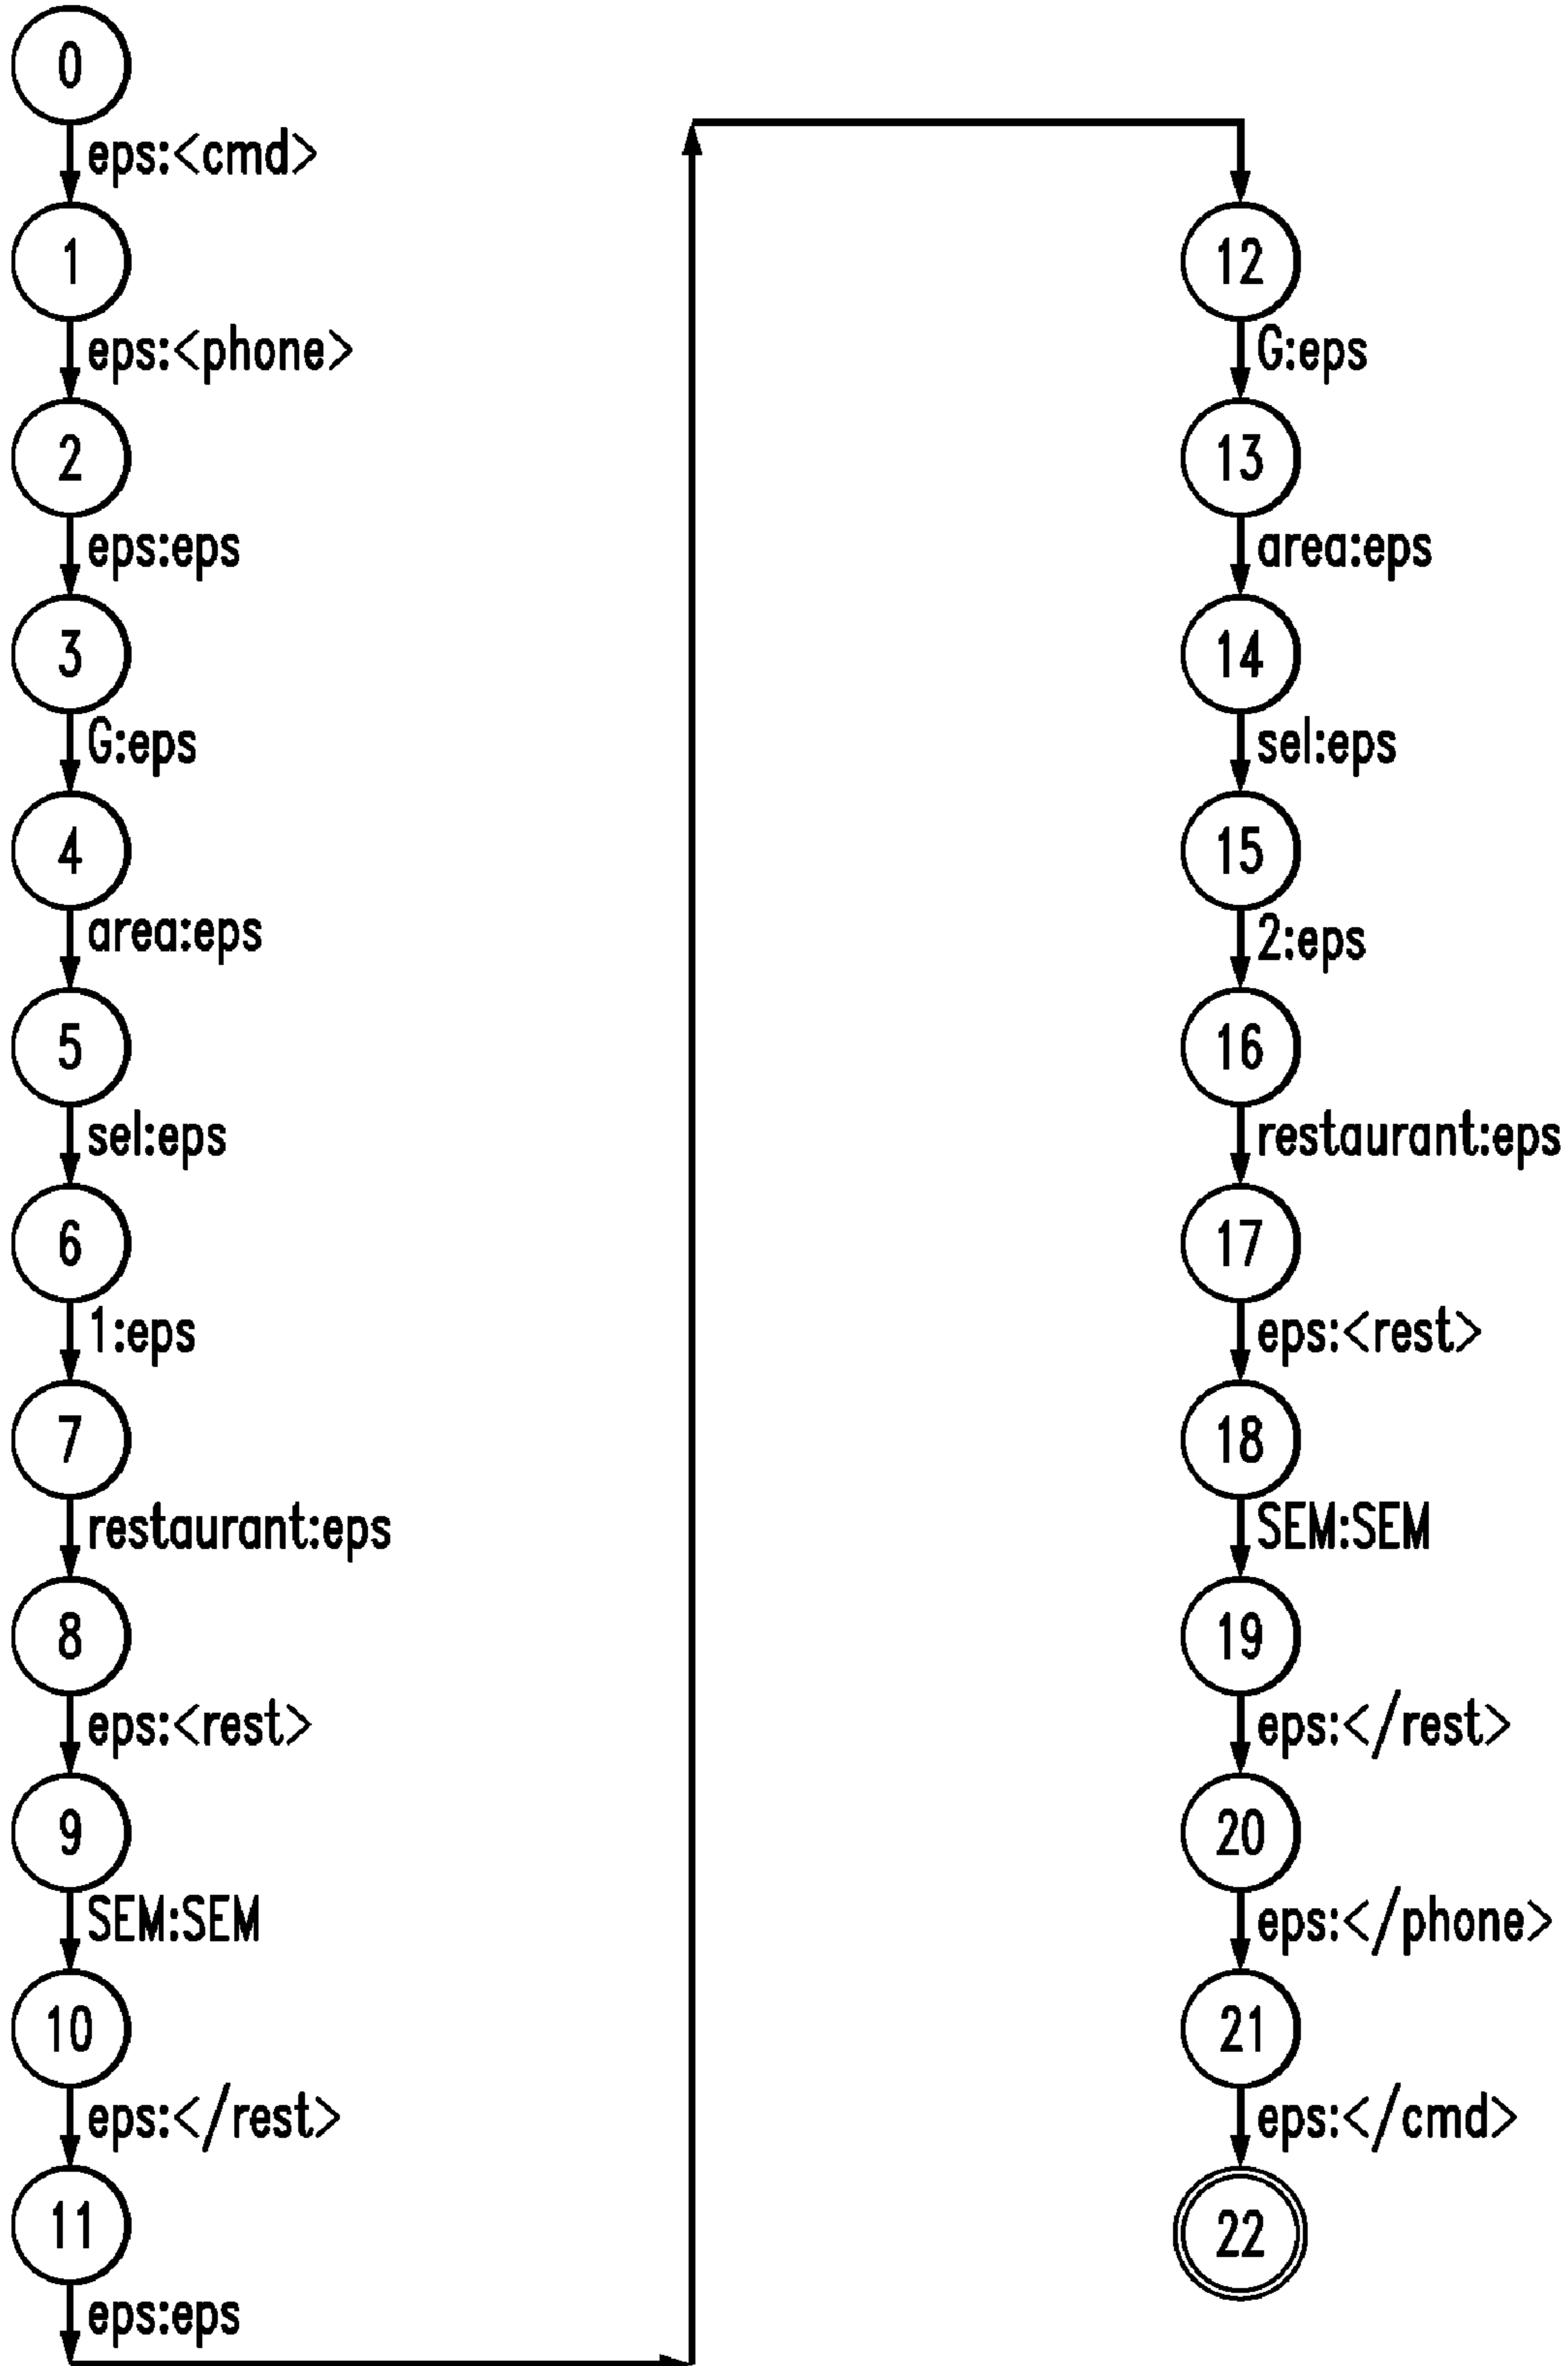 0
eps:<cmd>
1
eps:<phone>
2
eps:eps
3
G:eps
4
area:eps
5
sel:eps
6
1:eps
7
restaurant:eps
8
eps:<rest>
9
SEM:SEM
10
eps:</rest>
11
eps:eps
12
G:eps
13
area:eps
14
sel:eps
15
2:eps
16
restaurant:eps
17
eps:<rest>
18
SEM:SEM
19
eps:</rest>
20
eps:</phone>
21
eps:</cmd>
22